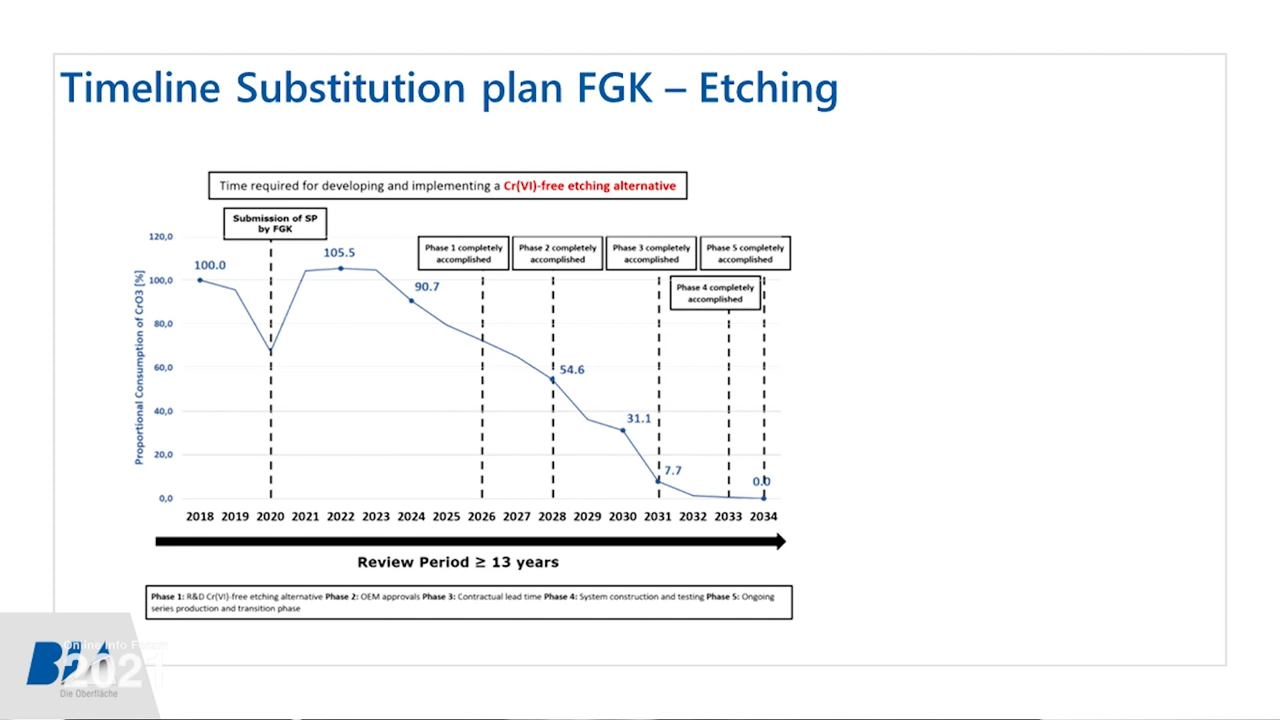 Timeline Substitution plan FGK – Etching
Time required for developing and implementing a Cr(VI)-free etching alternative
Submission of SP
by FGK
Phase 1 completely
accomplished
Phase 2 completely
accomplished
Phase 3 completely
accomplished
Phase 5 completely
accomplished
Phase 4 completely
accomplished
Proportional Consumption of CrO3 [%]
120,0
100,0
80,0
60,0
40,0
20,0
0,0
100.0
105.5
90.7
54.6
31.1
7.7
0.0
2018 2019 2020 2021 2022 2023 2024 2025 2026 2027 2028 2029 2030 2031 2032 2033 2034
Review Period ≥ 13 years
Phase 1: R&D Cr(VI)-free etching alternative Phase 2: OEM approvals Phase 3: Contractual lead time Phase 4: System construction and testing Phase 5: Ongoing
series production and transition phase
Online Info Forum
2021
Die Oberfläche